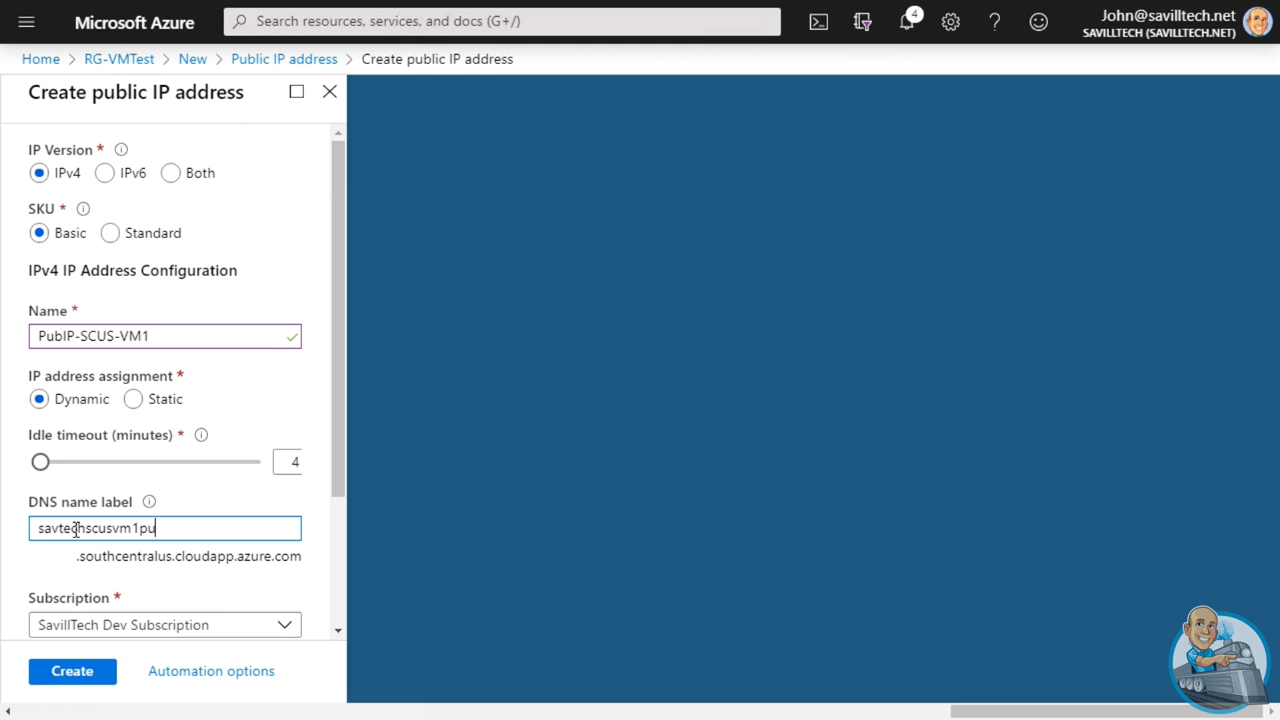 Microsoft Azure
Search resources, services, and docs (G+/)
4
John@savilltech.net
SAVILLTECH (SAVILLTECH.NET)
Home > RG-VMTest > New > Public IP address > Create public IP address
Create public IP address
IP Version *
IPv4 IPv6 Both
SKU *
Basic Standard
IPv4 IP Address Configuration
Name *
PubIP-SCUS-VM1
IP address assignment *
Dynamic Static
Idle timeout (minutes) *
4
DNS name label
savtechscusvm1pu
.southcentralus.cloudapp.azure.com
Subscription *
SavillTech Dev Subscription
Create Automation options